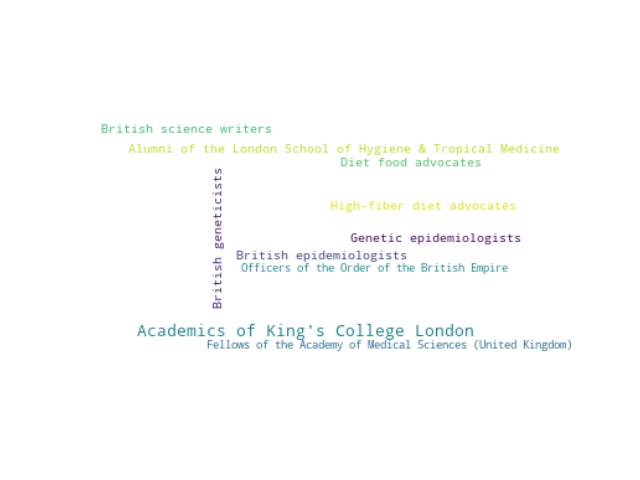 British science writers
Alumni of the London School of Hygiene & Tropical Medicine
Diet food advocates
British geneticists
High-fiber diet advocates
Genetic epidemiologists
British epidemiologists
Officers of the Order of the British Empire
Academics of King's College London
Fellows of the Academy of Medical Sciences (United Kingdom)